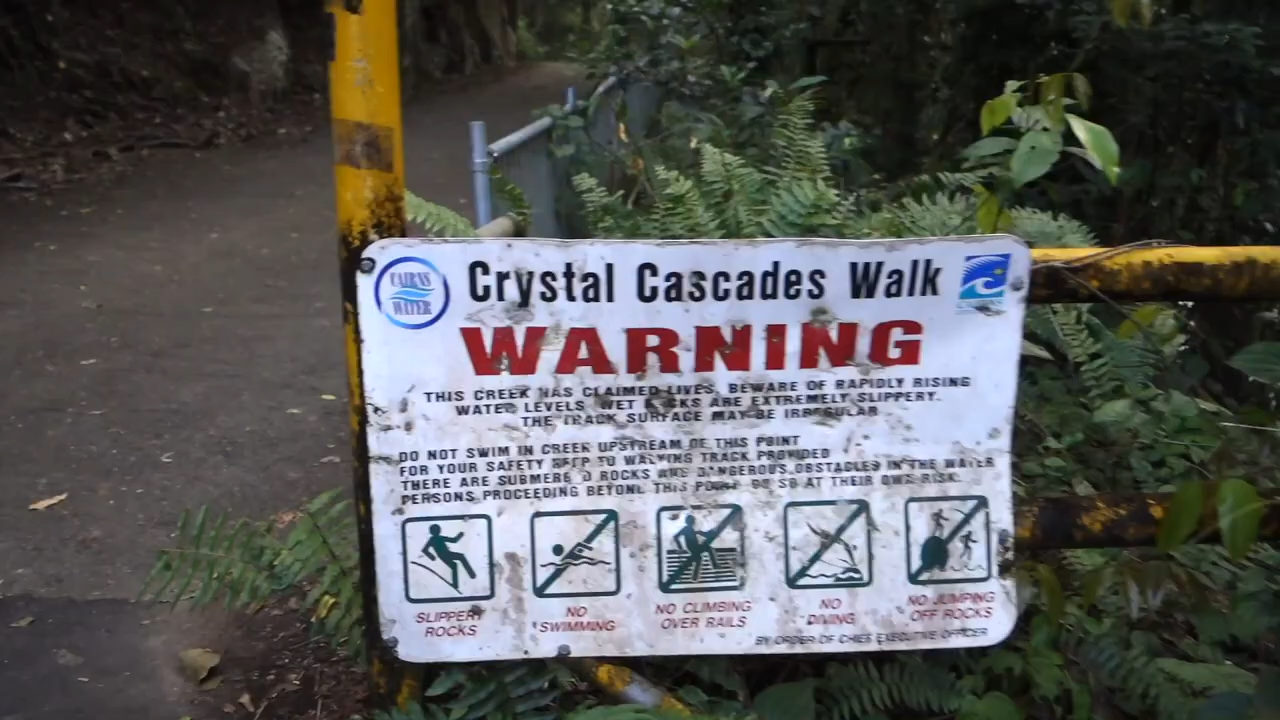 CAIRNS
WATER
Crystal Cascades Walk
WARNING
THIS CREEK HAS CLAIMED LIVES, BEWARE OF RAPIDLY RISING
WATER LEVELS. WET ROCKS ARE EXTREMELY SLIPPERY.
THE TRACK SURFACE MAY BE IRREGULAR
DO NOT SWIM IN CREEK UPSTREAM OF THIS POINT
FOR YOUR SAFETY KEEP TO WALKING TRACK PROVIDED
THERE ARE SUBMERGED ROCKS AND DANGEROUS OBSTACLES IN THE WATER
PERSONS PROCEEDING BEYOND THIS POINT DO SO AT THEIR OWN RISK.
SLIPPERY
ROCKS
NO
SWIMMING
NO CLIMBING
OVER RAILS
NO
DIVING
NO JUMPING
OFF ROCKS
BY ORDER OF CHIEF EXECUTIVE OFFICER